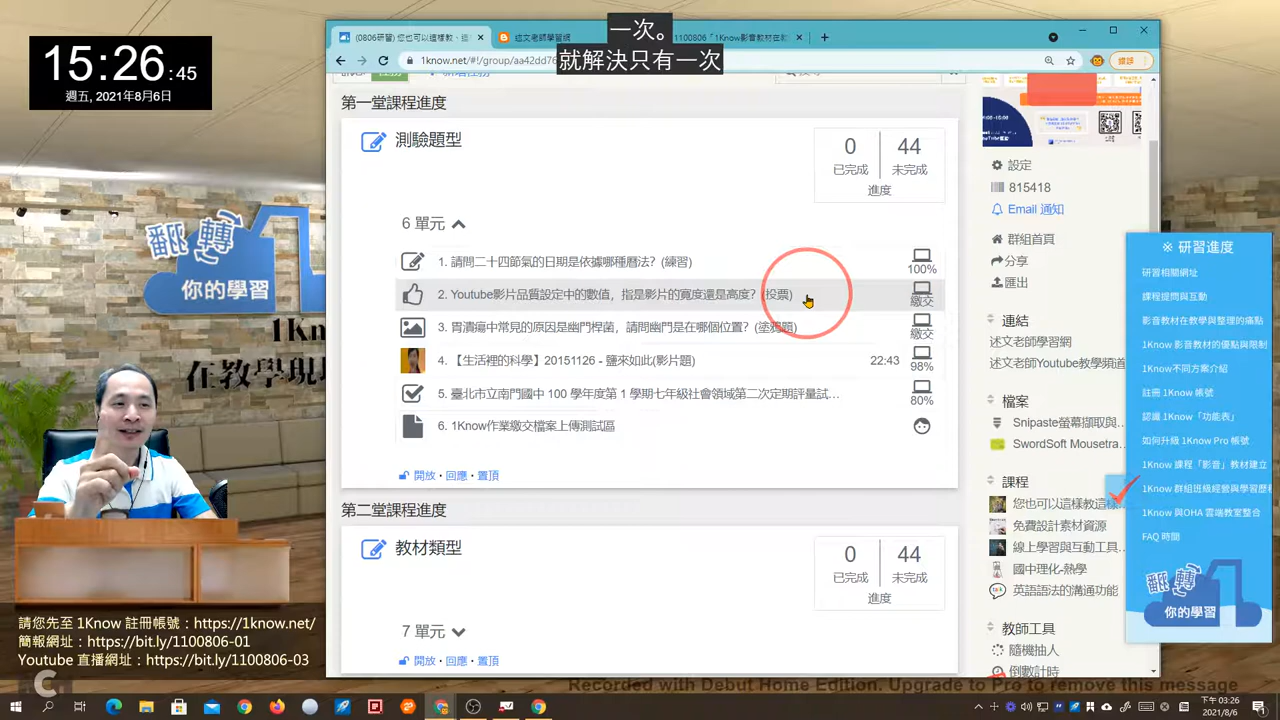 一次。
就解決只有一次
15:26:45
週五, 2021年8月6日
(0806研習) 您也可以這樣教、這
述文老師學習網
1100806「1Know影音教材在教
1know.net/#!/group/aa42dd76
第一堂課程進度
測驗題型
0
44
已完成
未完成
進度
6 單元
1. 請問二十四節氣的日期是依據哪種曆法? (練習)
100%
2. Youtube影片品質設定中的數值，指是影片的寬度還是高度? (投票)
繳交
3. 胃潰瘍中常見的原因是幽門桿菌，請問幽門是在哪個位置? (塗鴉題)
繳交
4. 【生活裡的科學】20151126 - 鹽來如此(影片題)
22:43
98%
5. 臺北市立南門國中 100 學年度第 1 學期七年級社會領域第二次定期評量試…
80%
6. 1Know作業繳交檔案上傳測試區
開放 · 回應 · 置頂
第二堂課程進度
教材類型
0
44
已完成
未完成
進度
7 單元
開放 · 回應 · 置頂
設定
815418
Email 通知
群組首頁
分享
匯出
連結
述文老師學習網
述文老師Youtube教學頻道
檔案
Snipaste螢幕擷取與…
SwordSoft Mousetra…
課程
您也可以這樣教這樣
免費設計素材資源
線上學習與互動工具…
國中理化-熱學
英語語法的溝通功能
教師工具
隨機抽人
倒數計時
※ 研習進度
研習相關網址
課程提問與互動
影音教材在教學與整理的痛點
1Know 影音教材的優點與限制
1Know不同方案介紹
註冊 1Know 帳號
認識 1Know「功能表」
如何升級 1Know Pro 帳號
1Know 課程「影音」教材建立
1Know 群組班級經營與學習歷程
1Know 與OHA 雲端教室整合
FAQ 時間
翻轉
你的學習
翻轉
你的學習
1Kn
在教學現
請您先至 1Know 註冊帳號：https://1know.net/
簡報網址：https://bit.ly/1100806-01
Youtube 直播網址：https://bit.ly/1100806-03
Recorded with Debut Home Edition. Upgrade to Pro to remove this message
下午 03:26
2021/8/6